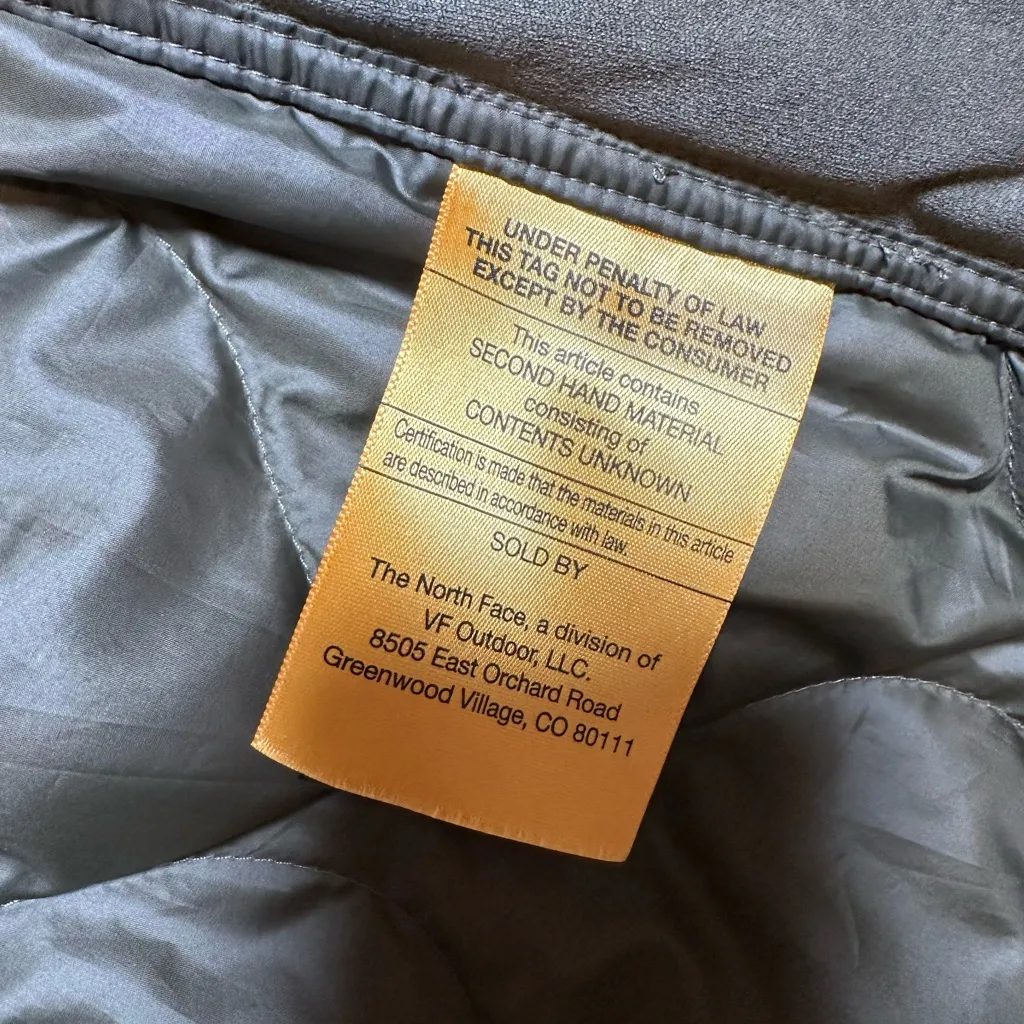 UNDER PENALTY OF LAW
THIS TAG NOT TO BE REMOVED
EXCEPT BY THE CONSUMER
This article contains
SECOND HAND MATERIAL
consisting of
CONTENTS UNKNOWN
Certification is made that the materials in this article
are described in accordance with law.
SOLD BY
The North Face, a division of
VF Outdoor, LLC.
8505 East Orchard Road
Greenwood Village, CO 80111